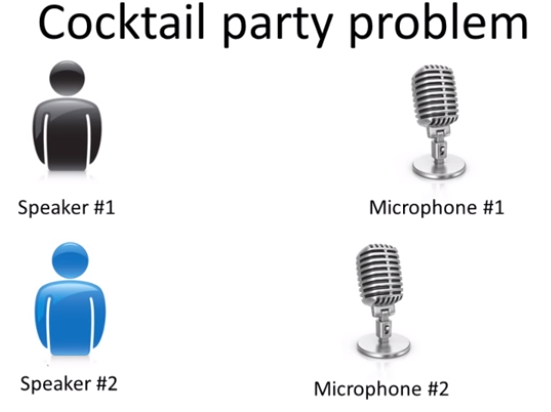 Cocktail party problem
Speaker #1
Microphone #1
Speaker #2
Microphone #2